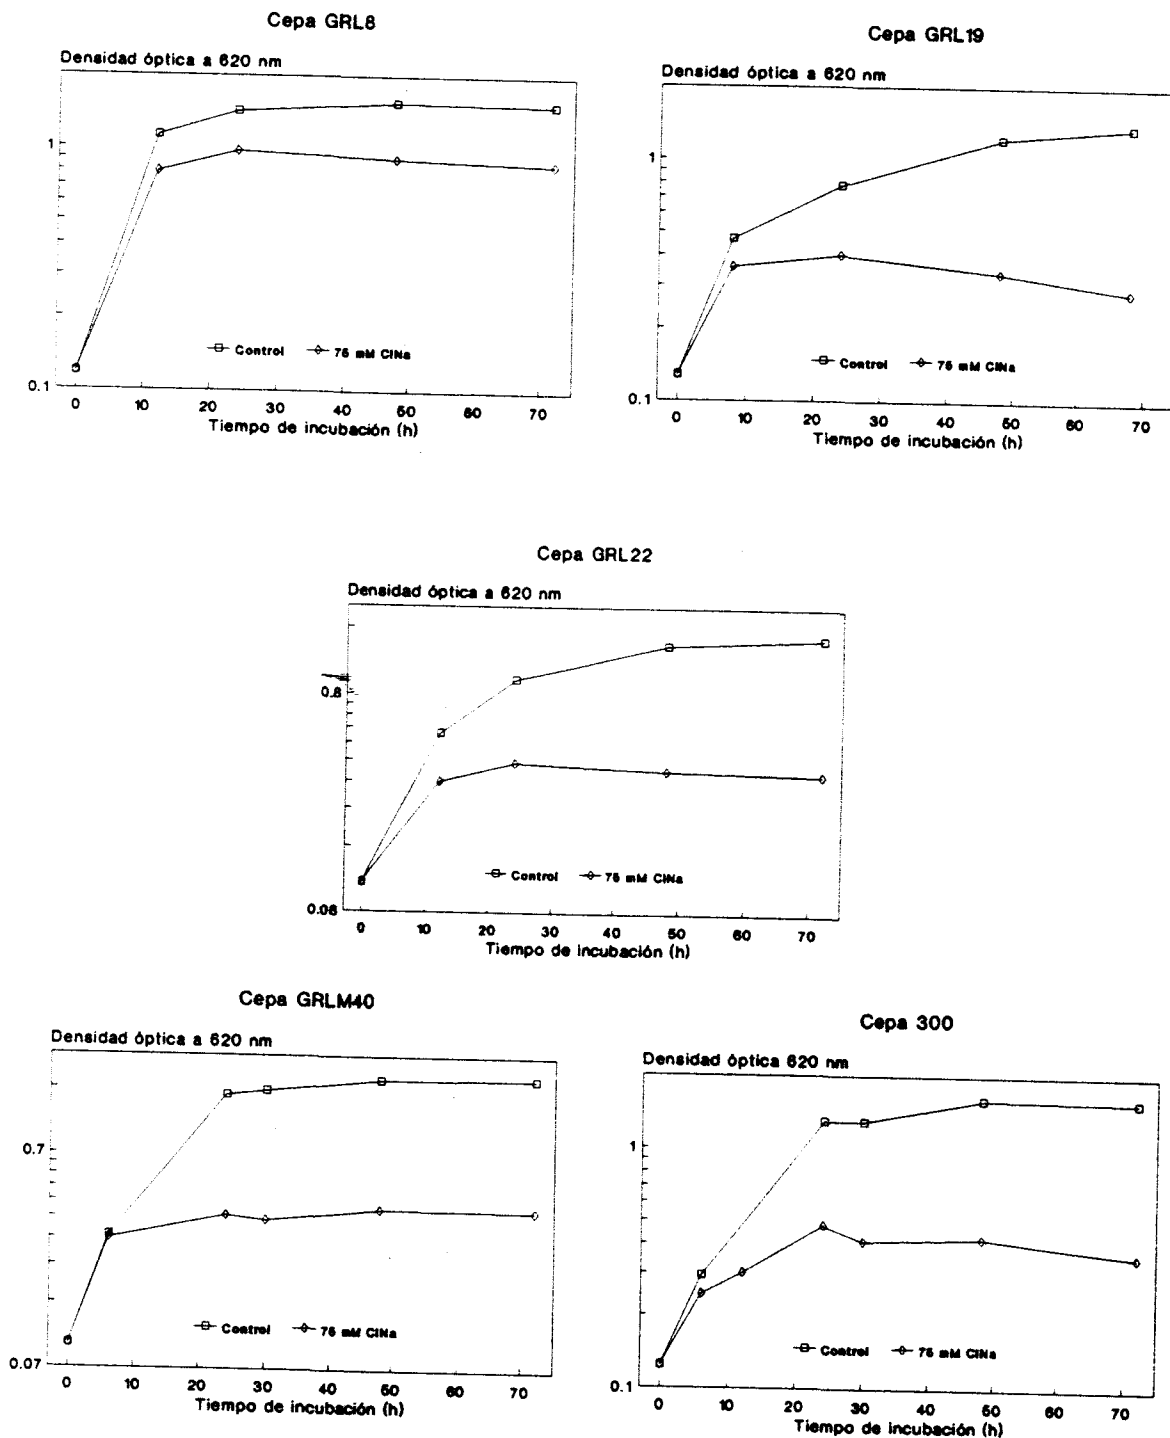 Cepa GRL8
Densidad óptica a 620 nm
1
0.1
Control 75 mM ClNa
0 10 20 30 40 50 60 70
Tiempo de incubación (h)
Cepa GRL19
Densidad óptica a 620 nm
1
0.1
Control 75 mM ClNa
0 10 20 30 40 50 60 70
Tiempo de incubación (h)
Cepa GRL22
Densidad óptica a 620 nm
0.8
0.08
Control 75 mM ClNa
0 10 20 30 40 50 60 70
Tiempo de incubación (h)
Cepa GRLM40
Densidad óptica a 620 nm
0.7
0.07
Control 75 mM ClNa
0 10 20 30 40 50 60 70
Tiempo de incubación (h)
Cepa 300
Densidad óptica 620 nm
1
0.1
Control 75 mM ClNa
0 10 20 30 40 50 60 70
Tiempo de incubación (h)